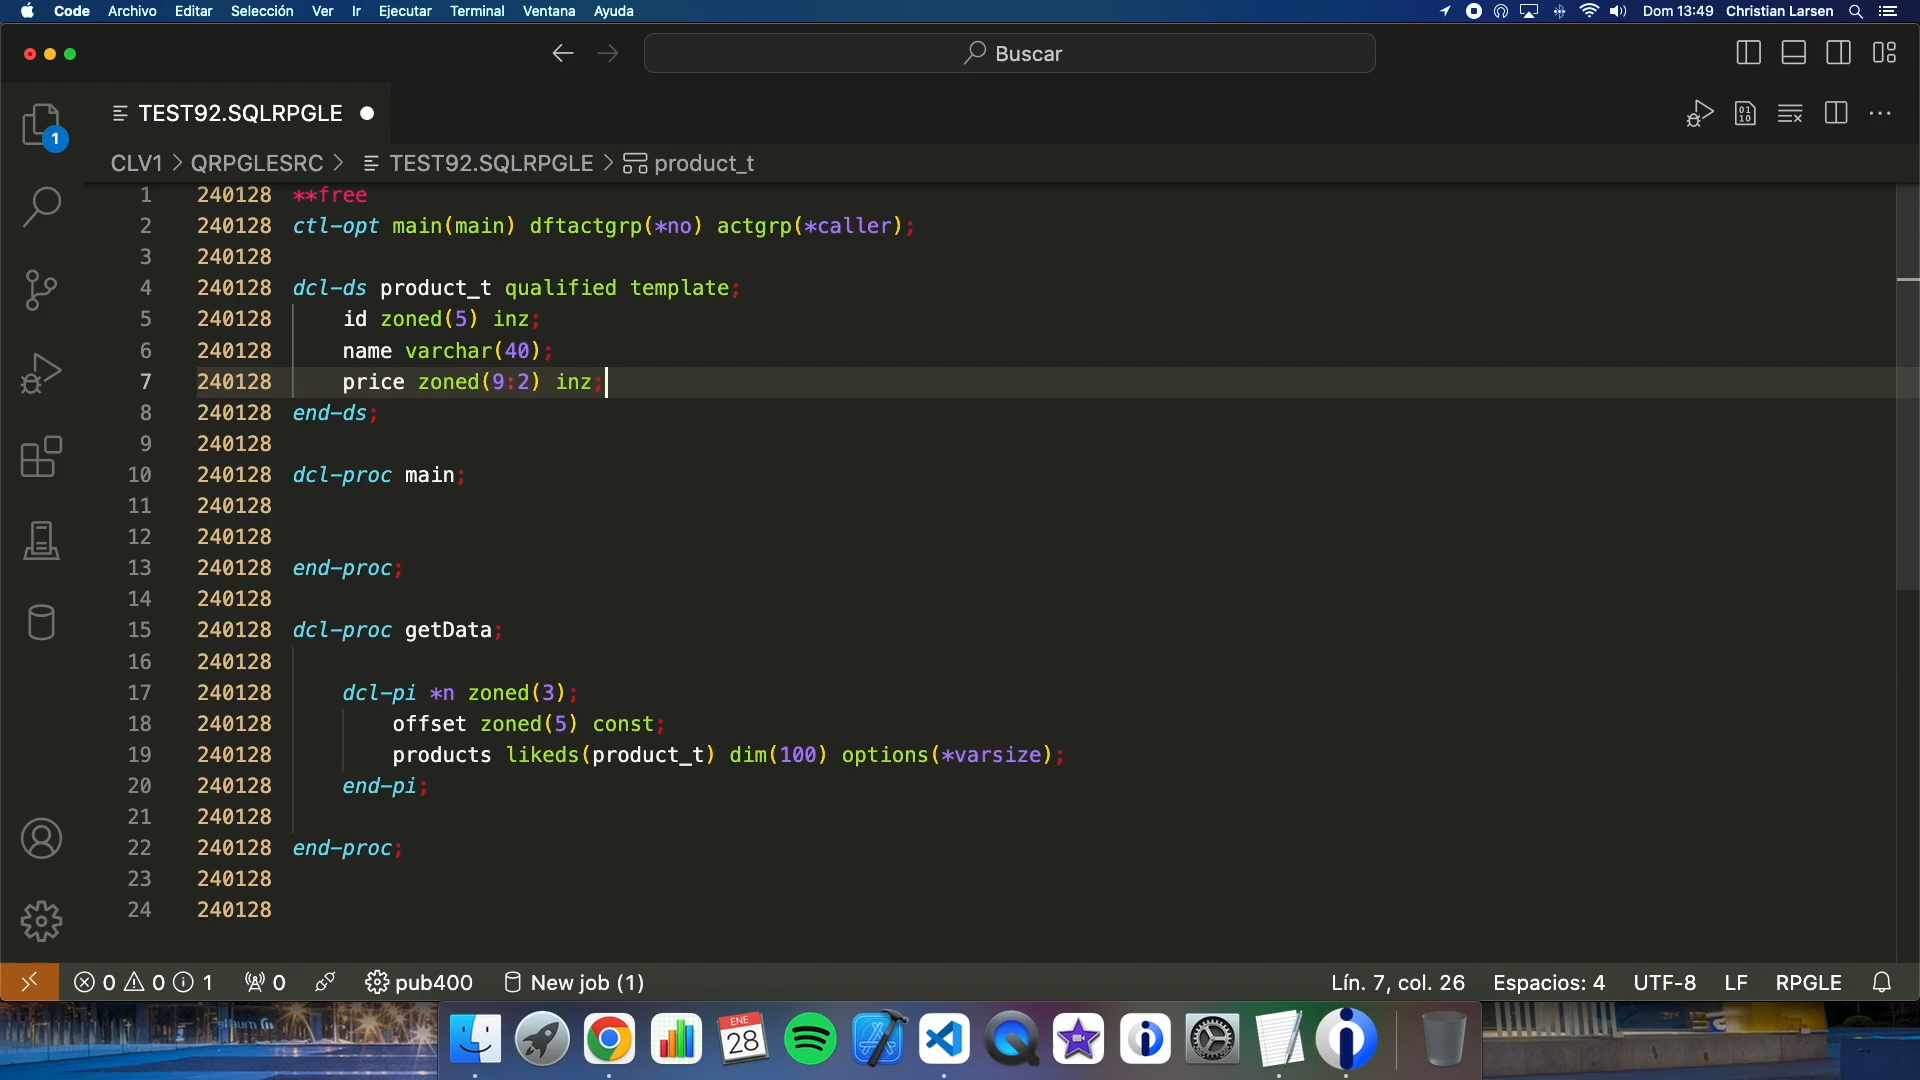 Code Archivo Editar Selección Ver Ir Ejecutar Terminal Ventana Ayuda Dom 13:49 Christian Larsen
Buscar
TEST92.SQLRPGLE
1
CLV1 > QRPGLESRC > TEST92.SQLRPGLE > product_t
1 240128 **free
2 240128 ctl-opt main(main) dftactgrp(*no) actgrp(*caller);
3 240128
4 240128 dcl-ds product_t qualified template;
5 240128 id zoned(5) inz;
6 240128 name varchar(40);
7 240128 price zoned(9:2) inz;
8 240128 end-ds;
9 240128
10 240128 dcl-proc main;
11 240128
12 240128
13 240128 end-proc;
14 240128
15 240128 dcl-proc getData;
16 240128
17 240128 dcl-pi *n zoned(3);
18 240128 offset zoned(5) const;
19 240128 products likeds(product_t) dim(100) options(*varsize);
20 240128 end-pi;
21 240128
22 240128 end-proc;
23 240128
24 240128
0 0 1 0 pub400 New job (1) Lín. 7, col. 26 Espacios: 4 UTF-8 LF RPGLE
ENE
28